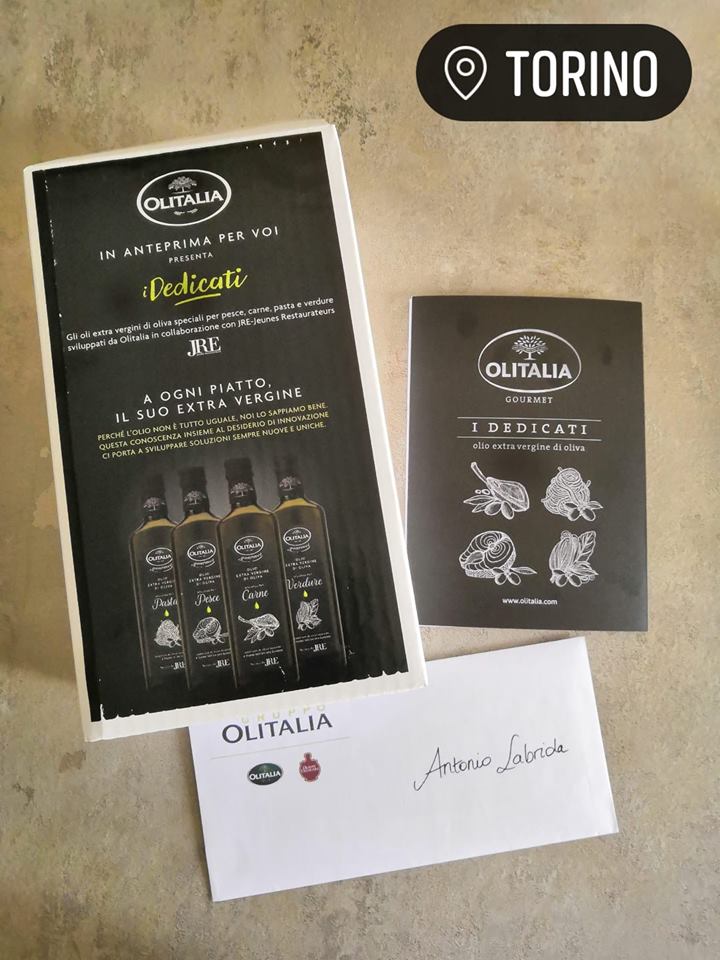 TORINO
OLITALIA
IN ANTEPRIMA PER VOI
PRESENTA
iDedicati
Gli oli extra vergini di oliva speciali per pesce, carne, pasta e verdure
sviluppati da Olitalia in collaborazione con JRE-Jeunes Restaurateurs
JRE
A OGNI PIATTO,
IL SUO EXTRA VERGINE
PERCHÉ L'OLIO NON È TUTTO UGUALE, NOI LO SAPPIAMO BENE.
QUESTA CONOSCENZA INSIEME AL DESIDERIO DI INNOVAZIONE
CI PORTA A SVILUPPARE SOLUZIONI SEMPRE NUOVE E UNICHE.
OLITALIA
OLIO
EXTRA VERGINE
DI OLIVA
Pasta
OLITALIA
OLIO
EXTRA VERGINE
DI OLIVA
Pesce
JRE
OLITALIA
OLIO
EXTRA VERGINE
DI OLIVA
Carne
JRE
OLITALIA
OLIO
EXTRA VERGINE
DI OLIVA
Verdure
JRE
OLITALIA
GOURMET
I DEDICATI
olio extra vergine di oliva
www.olitalia.com
GRUPPO
OLITALIA
OLITALIA
Antonio Labrida